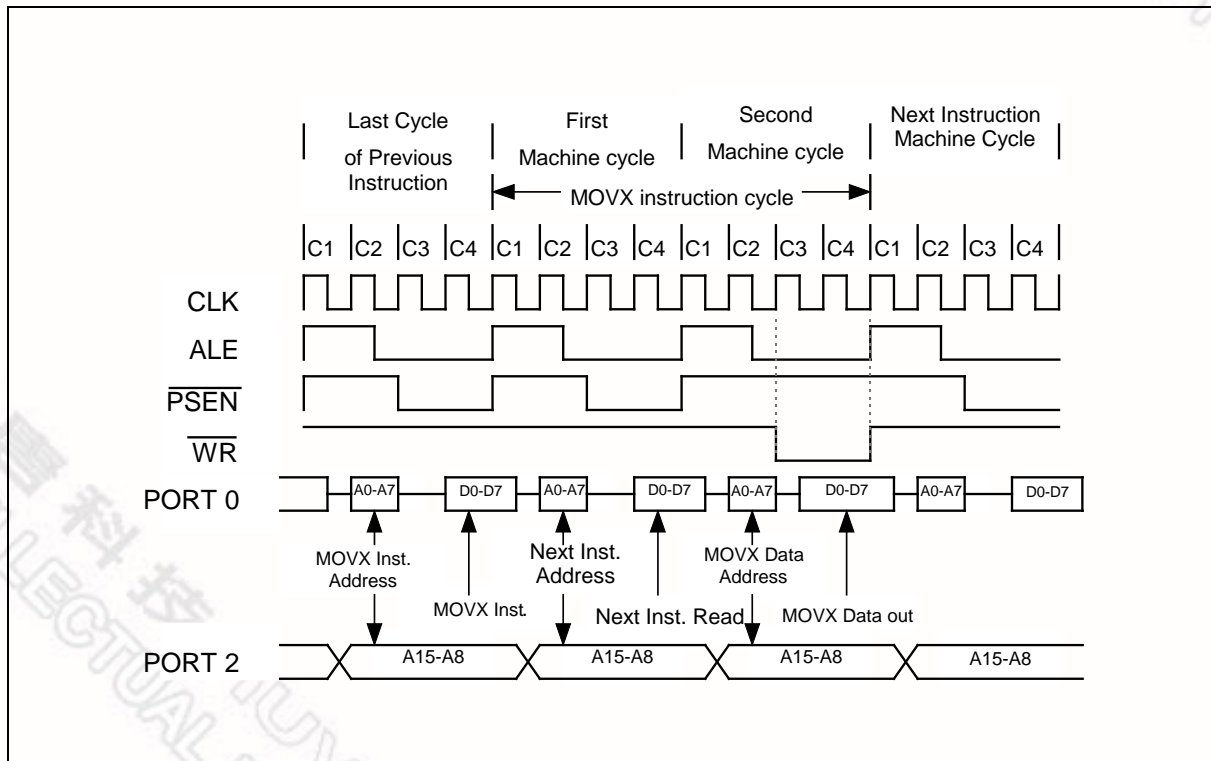 Last Cycle
of Previous
Instruction
First
Machine cycle
Second
Machine cycle
Next Instruction
Machine Cycle
MOVX instruction cycle
C1 C2 C3 C4 C1 C2 C3 C4 C1 C2 C3 C4 C1 C2 C3 C4
CLK
ALE
PSEN
WR
PORT 0
A0-A7 D0-D7 A0-A7 D0-D7 A0-A7 D0-D7 A0-A7 D0-D7
MOVX Inst.
Address
MOVX Inst.
Next Inst.
Address
Next Inst. Read
MOVX Data
Address
MOVX Data out
PORT 2
A15-A8 A15-A8 A15-A8 A15-A8
科技